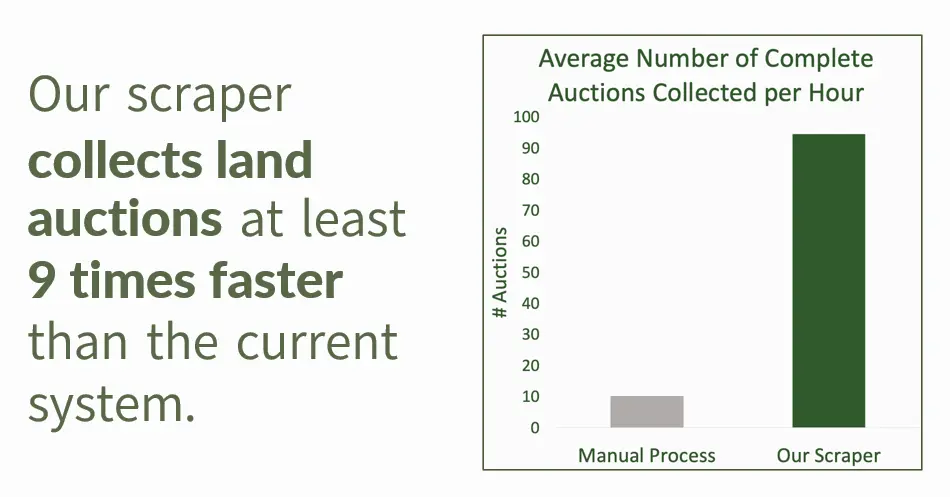 Our scraper
collects land
auctions at least
9 times faster
than the current
system.
Average Number of Complete
Auctions Collected per Hour
# Auctions
100
90
80
70
60
50
40
30
20
10
0
Manual Process
Our Scraper